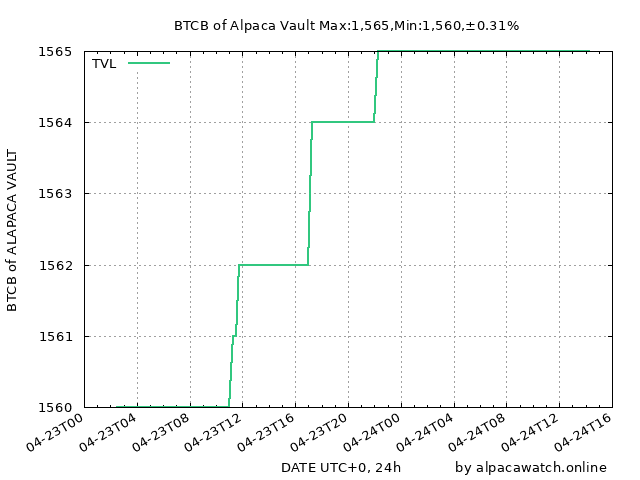 BTCB of Alpaca Vault Max:1,565,Min:1,560,±0.31%
TVL
1565
1564
1563
1562
1561
1560
BTCB of ALAPACA VAULT
04-23T00
04-23T04
04-23T08
04-23T12
04-23T16
04-23T20
04-24T00
04-24T04
04-24T08
04-24T12
04-24T16
DATE UTC+0, 24h
by alpacawatch.online